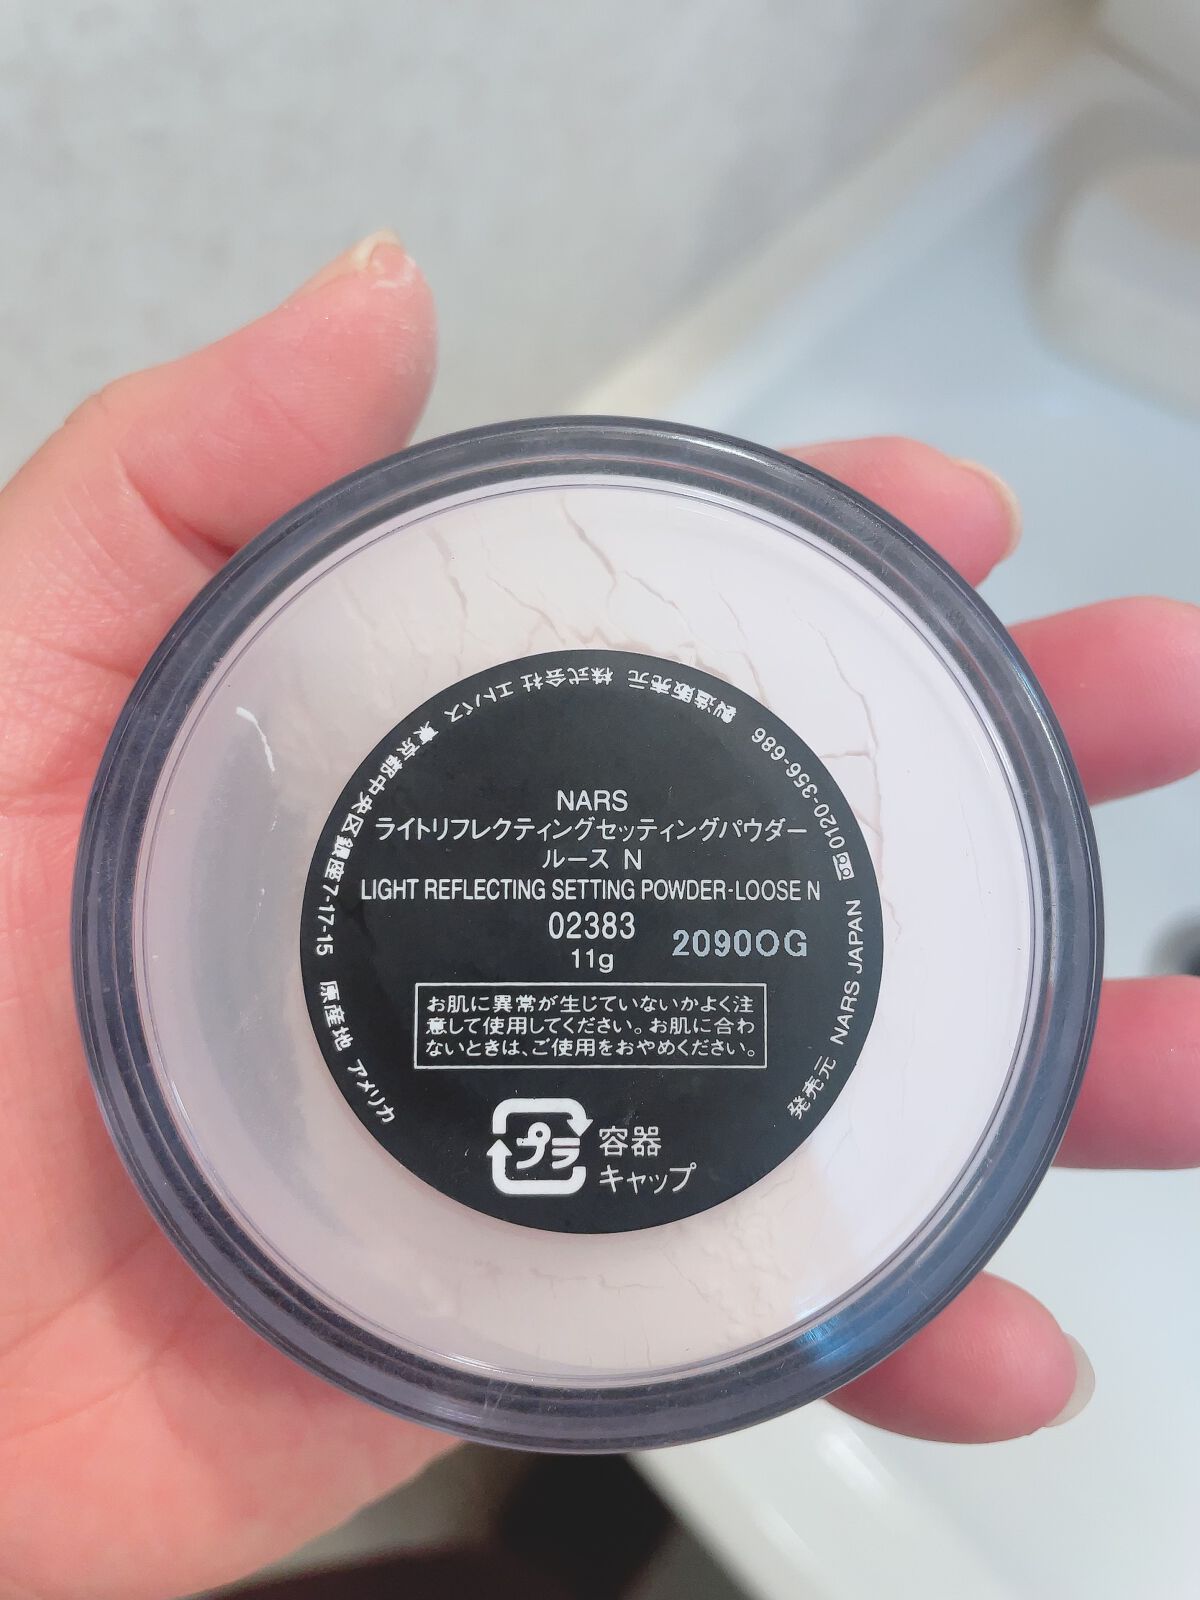 NARS
ライトリフレクティングセッティングパウダー
ルース N
LIGHT REFLECTING SETTING POWDER-LOOSE N
02383
11g
2090OG
お肌に異常が生じていないかよく注
意して使用してください。お肌に合わ
ないときは、ご使用をおやめください。
プラ
容器
キャップ
発売元 NARS JAPAN 0120-356-686
製造販売元 株式会社 エトバス 東京都中央区銀座7-17-15 原産地 アメリカ